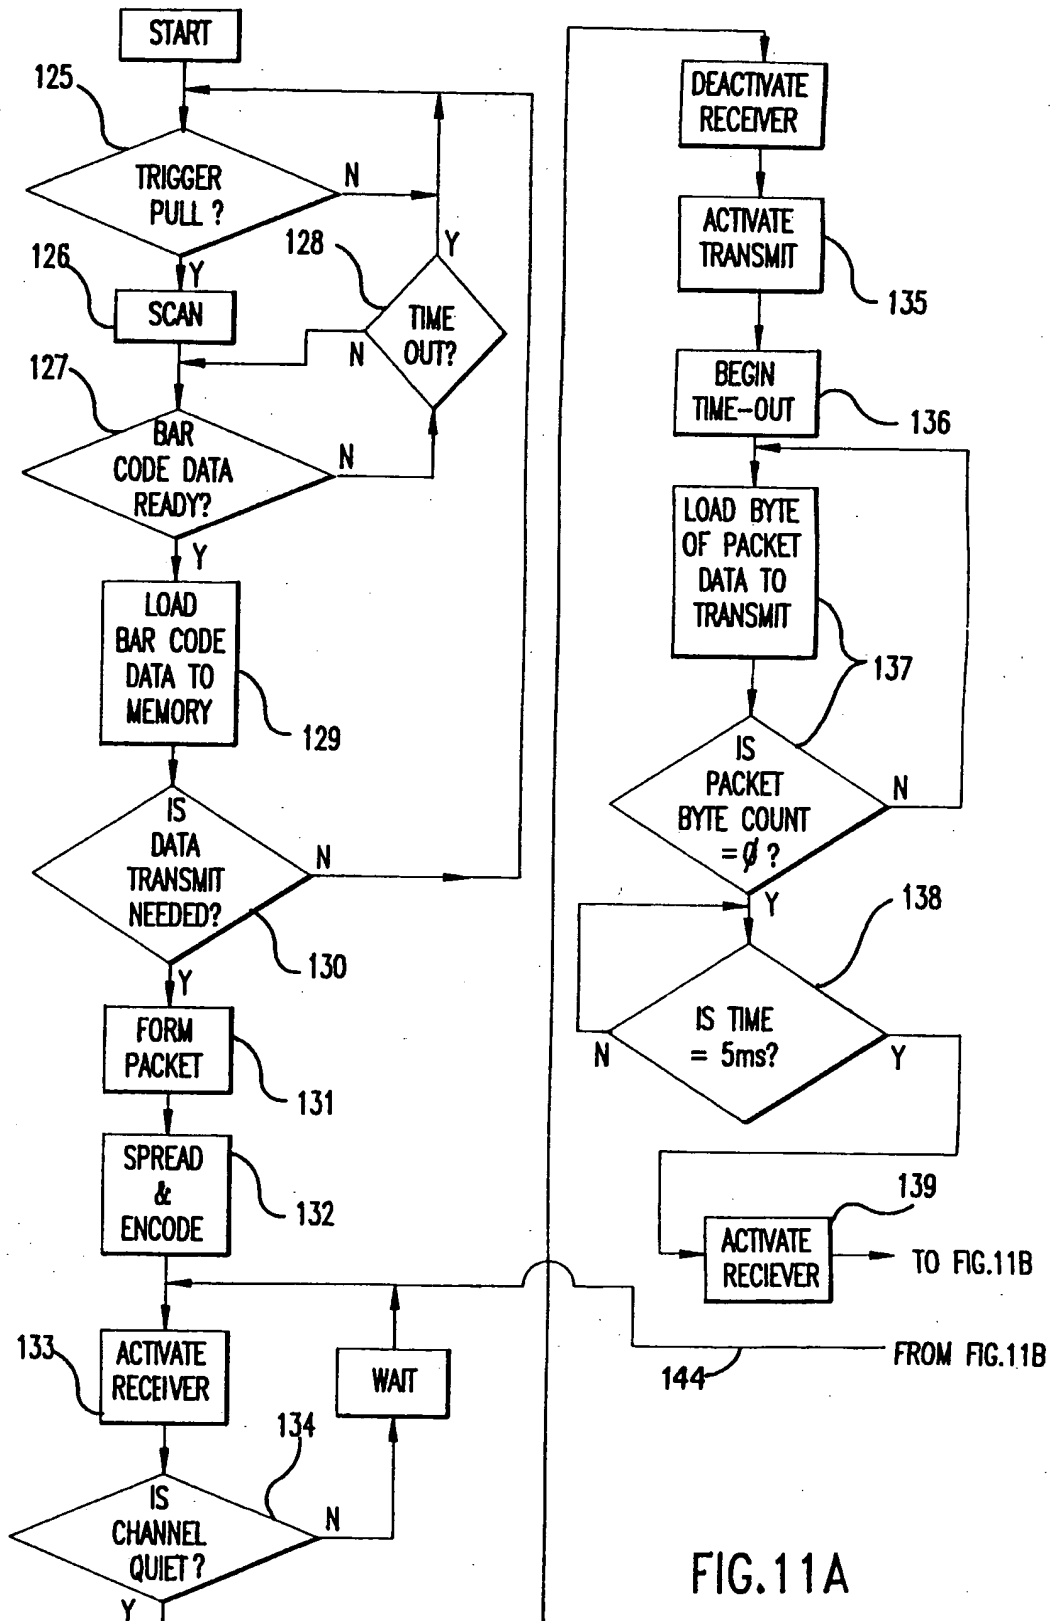 START
125
TRIGGER
PULL ?
N
Y
126
SCAN
128
Y
TIME
OUT?
N
127
BAR
CODE DATA
READY?
N
Y
LOAD
BAR CODE
DATA TO
MEMORY
129
IS
DATA
TRANSMIT
NEEDED?
N
130
Y
FORM
PACKET
131
SPREAD
&
ENCODE
132
133
ACTIVATE
RECEIVER
WAIT
134
IS
CHANNEL
QUIET ?
N
Y
DEACTIVATE
RECEIVER
ACTIVATE
TRANSMIT
135
BEGIN
TIME-OUT
136
LOAD BYTE
OF PACKET
DATA TO
TRANSMIT
137
IS
PACKET
BYTE COUNT
= Ø ?
N
Y
138
IS TIME
= 5ms?
N
Y
139
ACTIVATE
RECIEVER
TO FIG.11B
144
FROM FIG.11B
FIG.11A